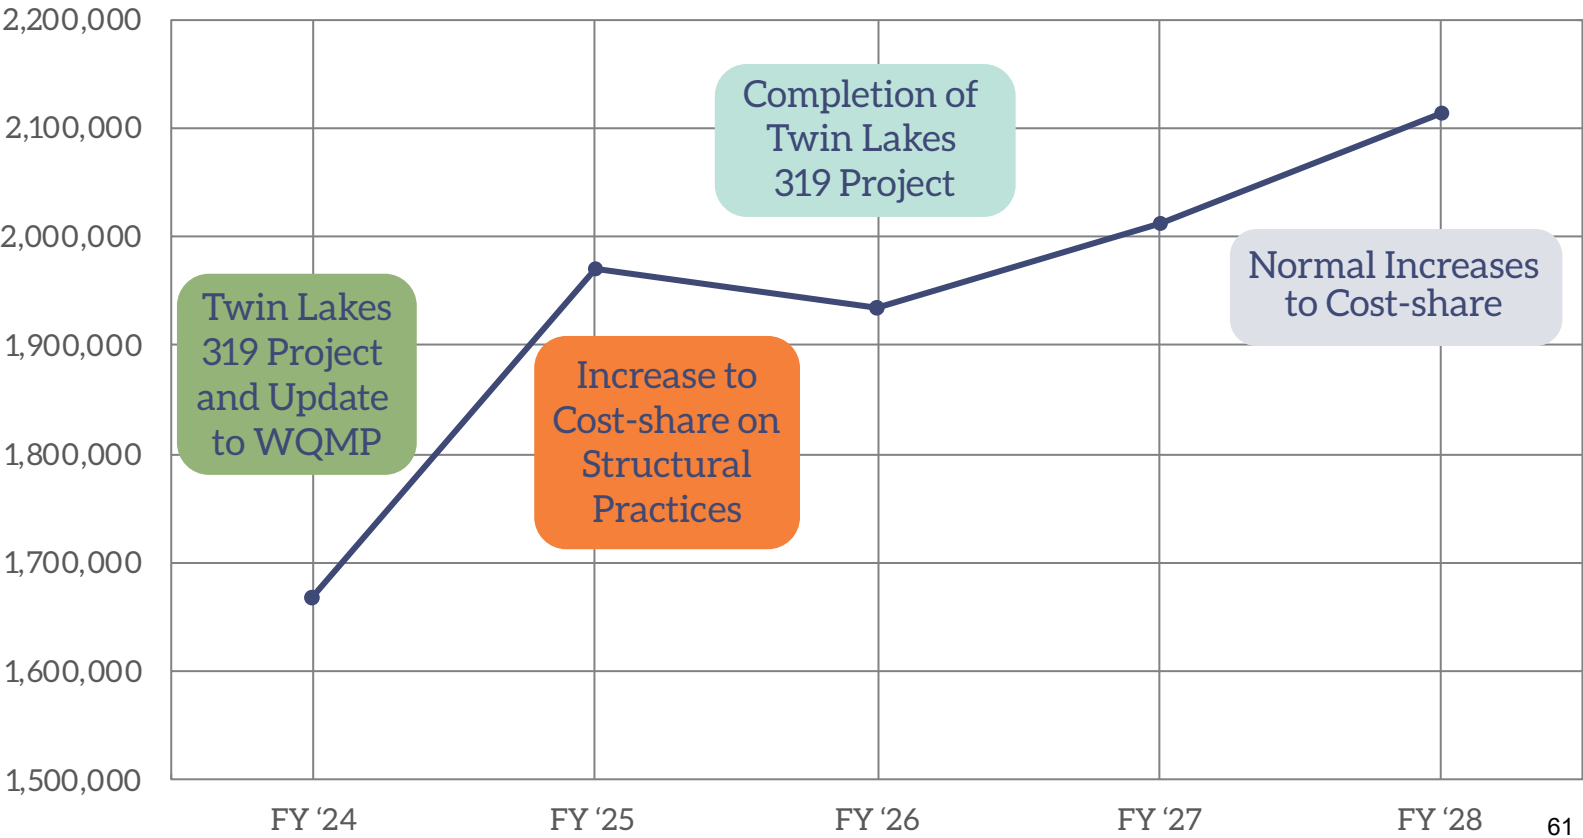 2,200,000
2,100,000
2,000,000
1,900,000
1,800,000
1,700,000
1,600,000
1,500,000
Twin Lakes
319 Project
and Update
to WQMP
Increase to
Cost-share on
Structural
Practices
Completion of
Twin Lakes
319 Project
Normal Increases
to Cost-share
FY ‘24
FY ‘25
FY ‘26
FY ‘27
FY ‘28
61